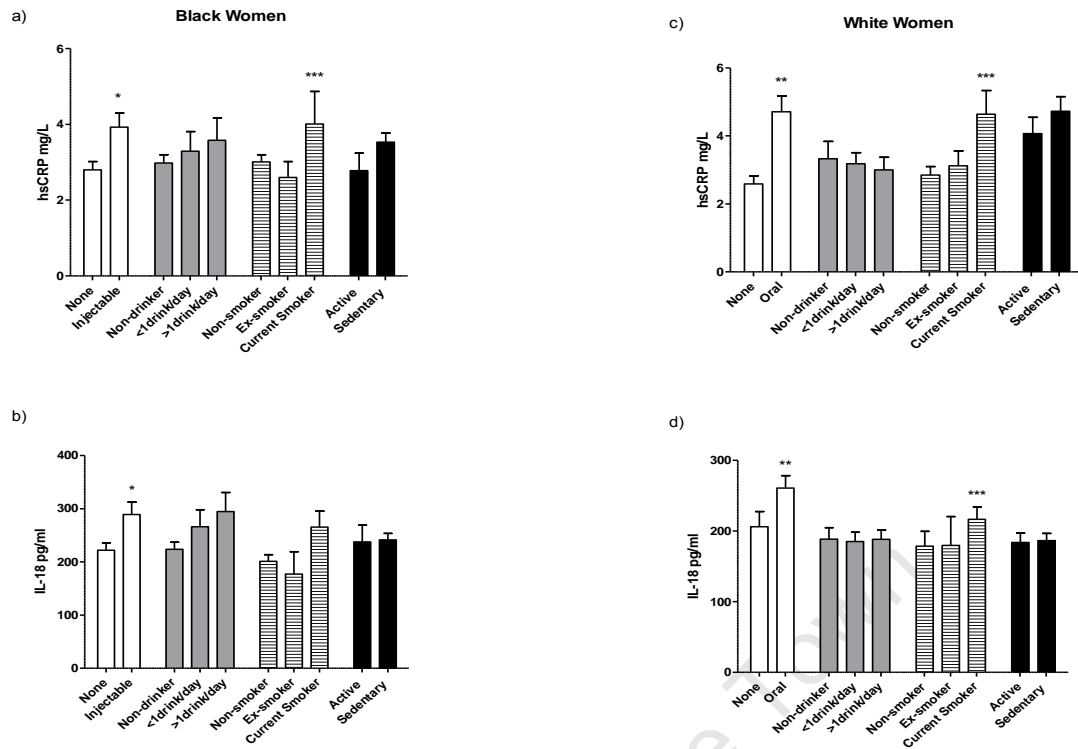 a)
Black Women
hsCRP mg/L
6
4
2
0
*
***
None
Injectable
Non-drinker
<1drink/day
>1drink/day
Non-smoker
Ex-smoker
Current Smoker
Active
Sedentary
c)
White Women
hsCRP mg/L
6
4
2
0
**
***
None
Oral
Non-drinker
<1drink/day
>1drink/day
Non-smoker
Ex-smoker
Current Smoker
Active
Sedentary
b)
IL-18 pg/ml
400
300
200
100
0
*
None
Injectable
Non-drinker
<1drink/day
>1drink/day
Non-smoker
Ex-smoker
Current Smoker
Active
Sedentary
d)
IL-18 pg/ml
300
200
100
0
**
***
None
Oral
Non-drinker
<1drink/day
>1drink/day
Non-smoker
Ex-smoker
Current Smoker
Active
Sedentary
Town